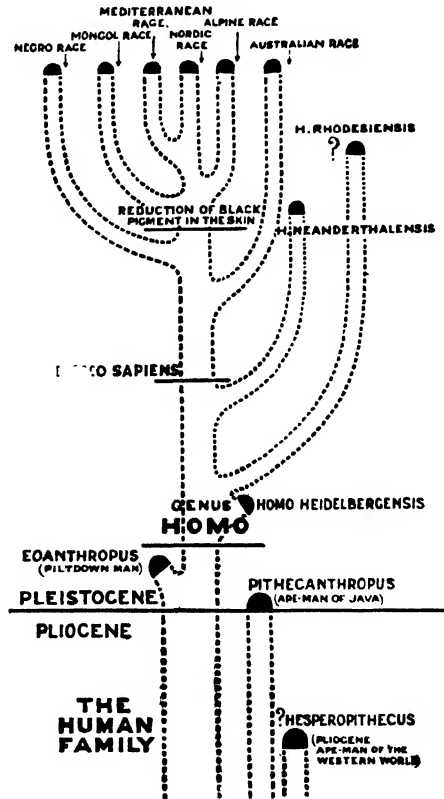 MEDITERRANEAN
RACE,
ALPINE RACE
MONGOL RACE
NORDIC
RACE
NEGRO RACE
AUSTRALIAN RACE
H. RHODESIENSIS
?
REDUCTION OF BLACK
PIGMENT IN THE SKIN
H. NEANDERTHALENSIS
SAPIENS
GENUS
HOMO
HOMO HEIDELBERGENSIS
EOANTHROPUS
(PILTDOWN MAN)
PITHECANTHROPUS
(APE-MAN OF JAVA)
PLEISTOCENE
PLIOCENE
THE
HUMAN
FAMILY
?HESPEROPITHECUS
(PLIOCENE
APE-MAN OF THE
WESTERN WORLD)